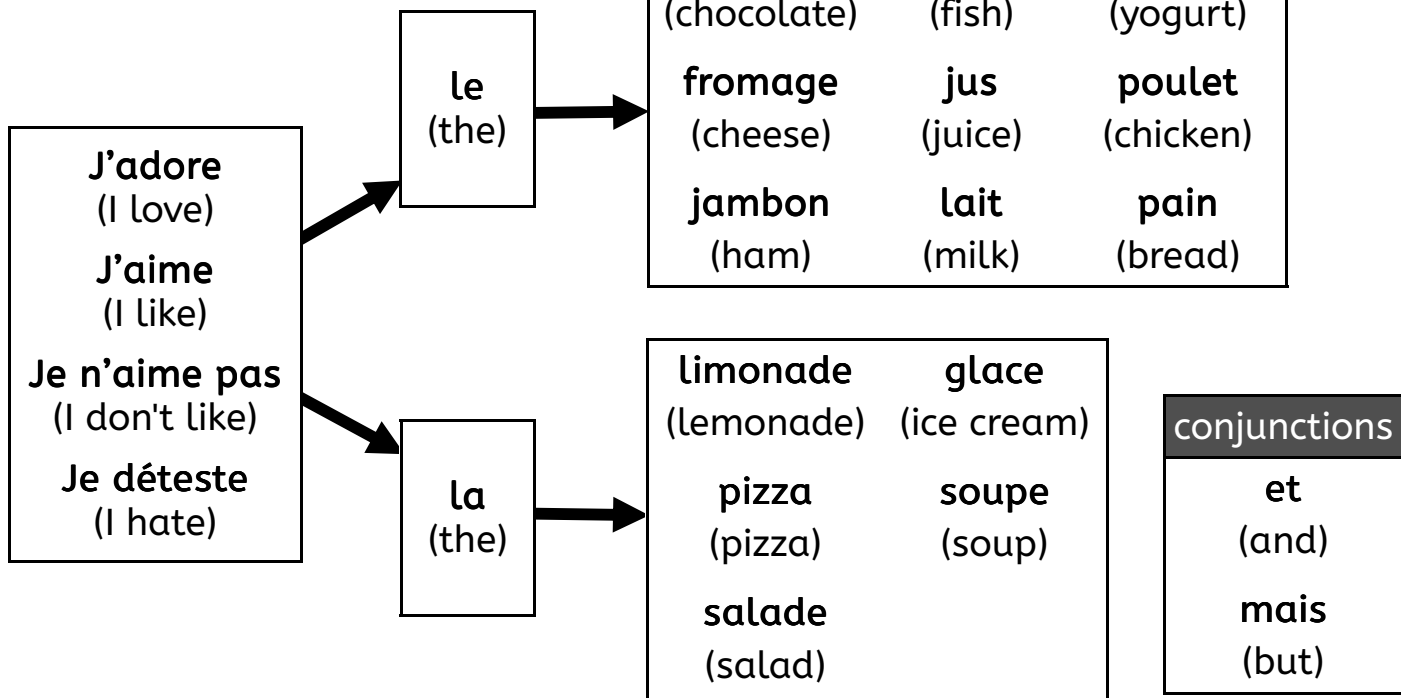 J’adore
(I love)
J’aime
(I like)
Je n’aime pas
(I don't like)
Je déteste
(I hate)
le
(the)
(chocolate) (fish) (yogurt)
fromage jus poulet
(cheese) (juice) (chicken)
jambon lait pain
(ham) (milk) (bread)
la
(the)
limonade glace
(lemonade) (ice cream)
pizza soupe
(pizza) (soup)
salade
(salad)
conjunctions
et
(and)
mais
(but)